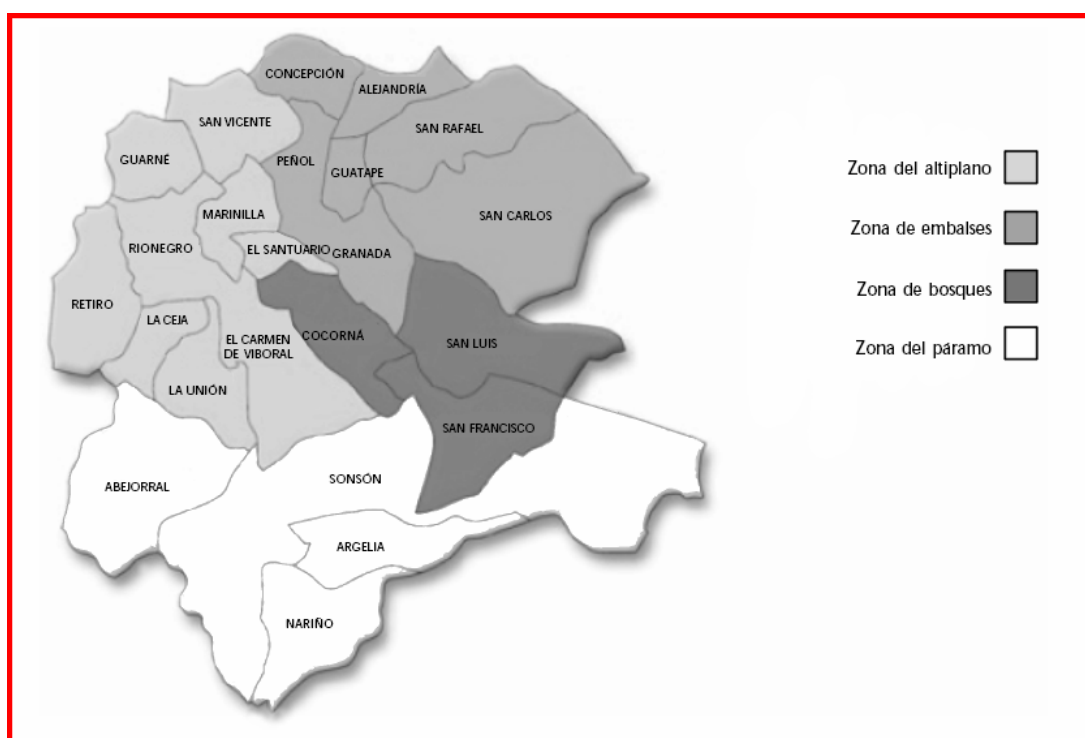 CONCEPCIÓN
ALEJANDRÍA
SAN VICENTE
SAN RAFAEL
GUARNÉ
PEÑOL
GUATAPE
MARINILLA
SAN CARLOS
RIONEGRO
EL SANTUARIO
GRANADA
RETIRO
LA CEJA
COCORNÁ
EL CARMEN
DE VIBORAL
SAN LUIS
LA UNIÓN
SAN FRANCISCO
ABEJORRAL
SONSÓN
ARGELIA
NARIÑO
Zona del altiplano
Zona de embalses
Zona de bosques
Zona del páramo